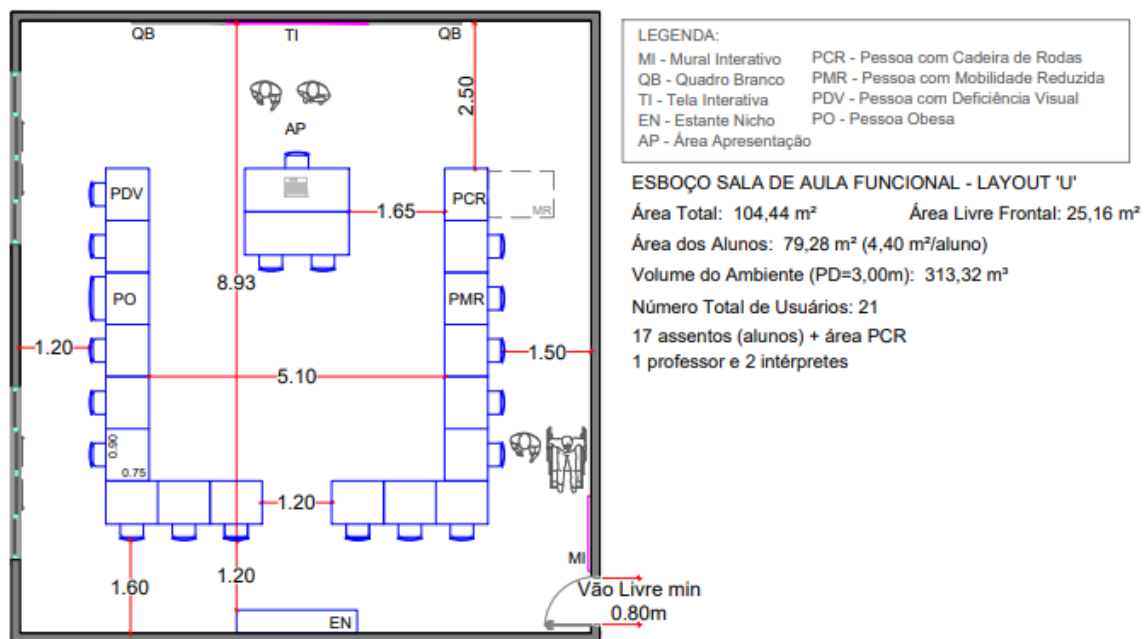 QB
TI
QB
2.50
AP
PDV
PCR
MR
1.65
8.93
PO
PMR
1.20
1.50
5.10
0.90
0.75
1.20
MI
1.60
1.20
EN
Vão Livre min
0.80m
LEGENDA:
MI - Mural Interativo
QB - Quadro Branco
TI - Tela Interativa
EN - Estante Nicho
AP - Área Apresentação
PCR - Pessoa com Cadeira de Rodas
PMR - Pessoa com Mobilidade Reduzida
PDV - Pessoa com Deficiência Visual
PO - Pessoa Obesa
ESBOÇO SALA DE AULA FUNCIONAL - LAYOUT 'U'
Área Total: 104,44 m² Área Livre Frontal: 25,16 m²
Área dos Alunos: 79,28 m² (4,40 m²/aluno)
Volume do Ambiente (PD=3,00m): 313,32 m³
Número Total de Usuários: 21
17 assentos (alunos) + área PCR
1 professor e 2 intérpretes